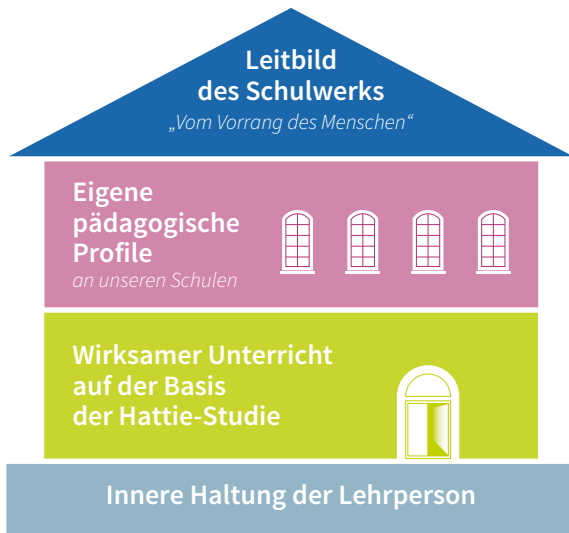 Leitbild
des Schulwerks
„Vom Vorrang des Menschen“
Eigene
pädagogische
Profile
an unseren Schulen
Wirksamer Unterricht
auf der Basis
der Hattie-Studie
Innere Haltung der Lehrperson